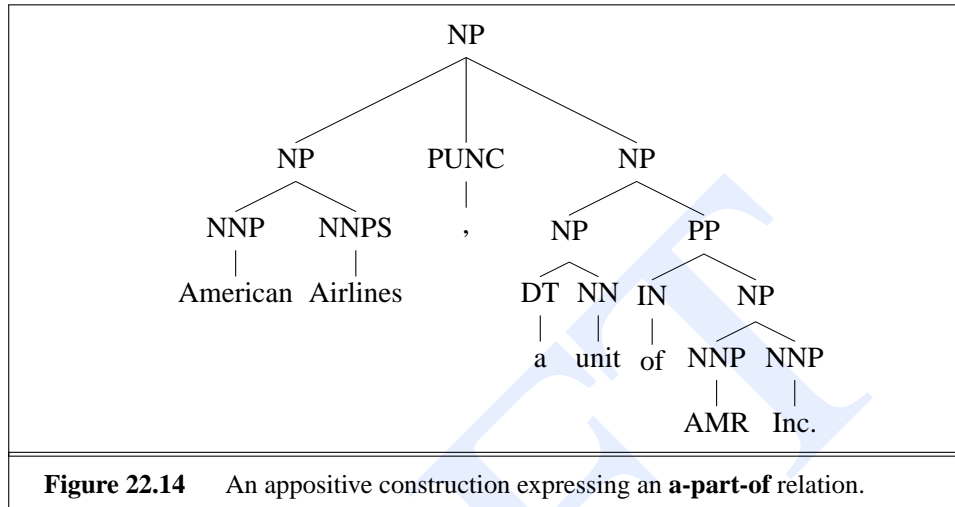 NP
NP PUNC NP
NNP NNPS , NP PP
American Airlines DT NN IN NP
a unit of NNP NNP
AMR Inc.
Figure 22.14 An appositive construction expressing an a-part-of relation.